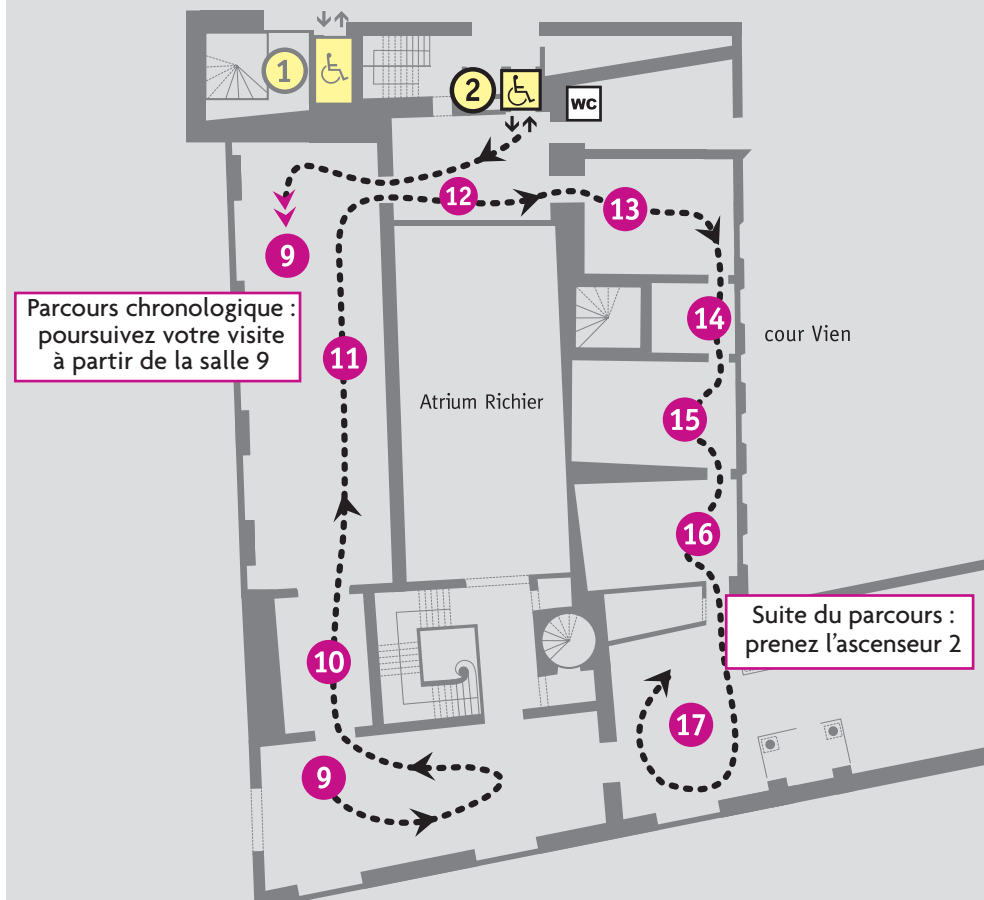 1
2
WC
12
13
9
Parcours chronologique :
poursuivez votre visite
à partir de la salle 9
14
cour Vien
11
Atrium Richier
15
16
Suite du parcours :
prenez l'ascenseur 2
10
17
9